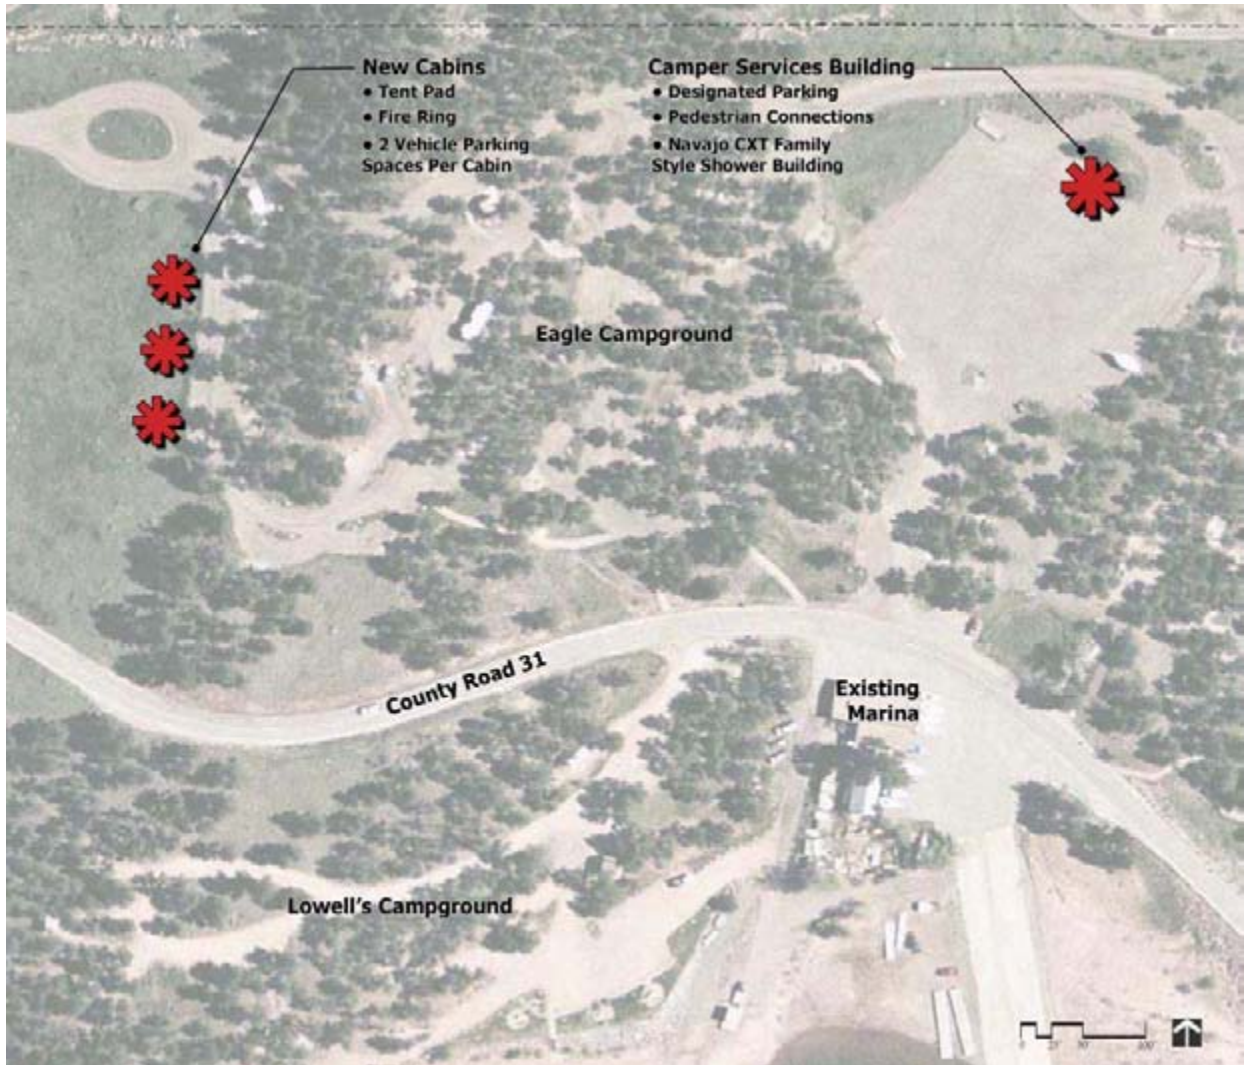 New Cabins
• Tent Pad
• Fire Ring
• 2 Vehicle Parking
Spaces Per Cabin
Camper Services Building
• Designated Parking
• Pedestrian Connections
• Navajo CXT Family
Style Shower Building
Eagle Campground
County Road 31
Existing
Marina
Lowell's Campground
0